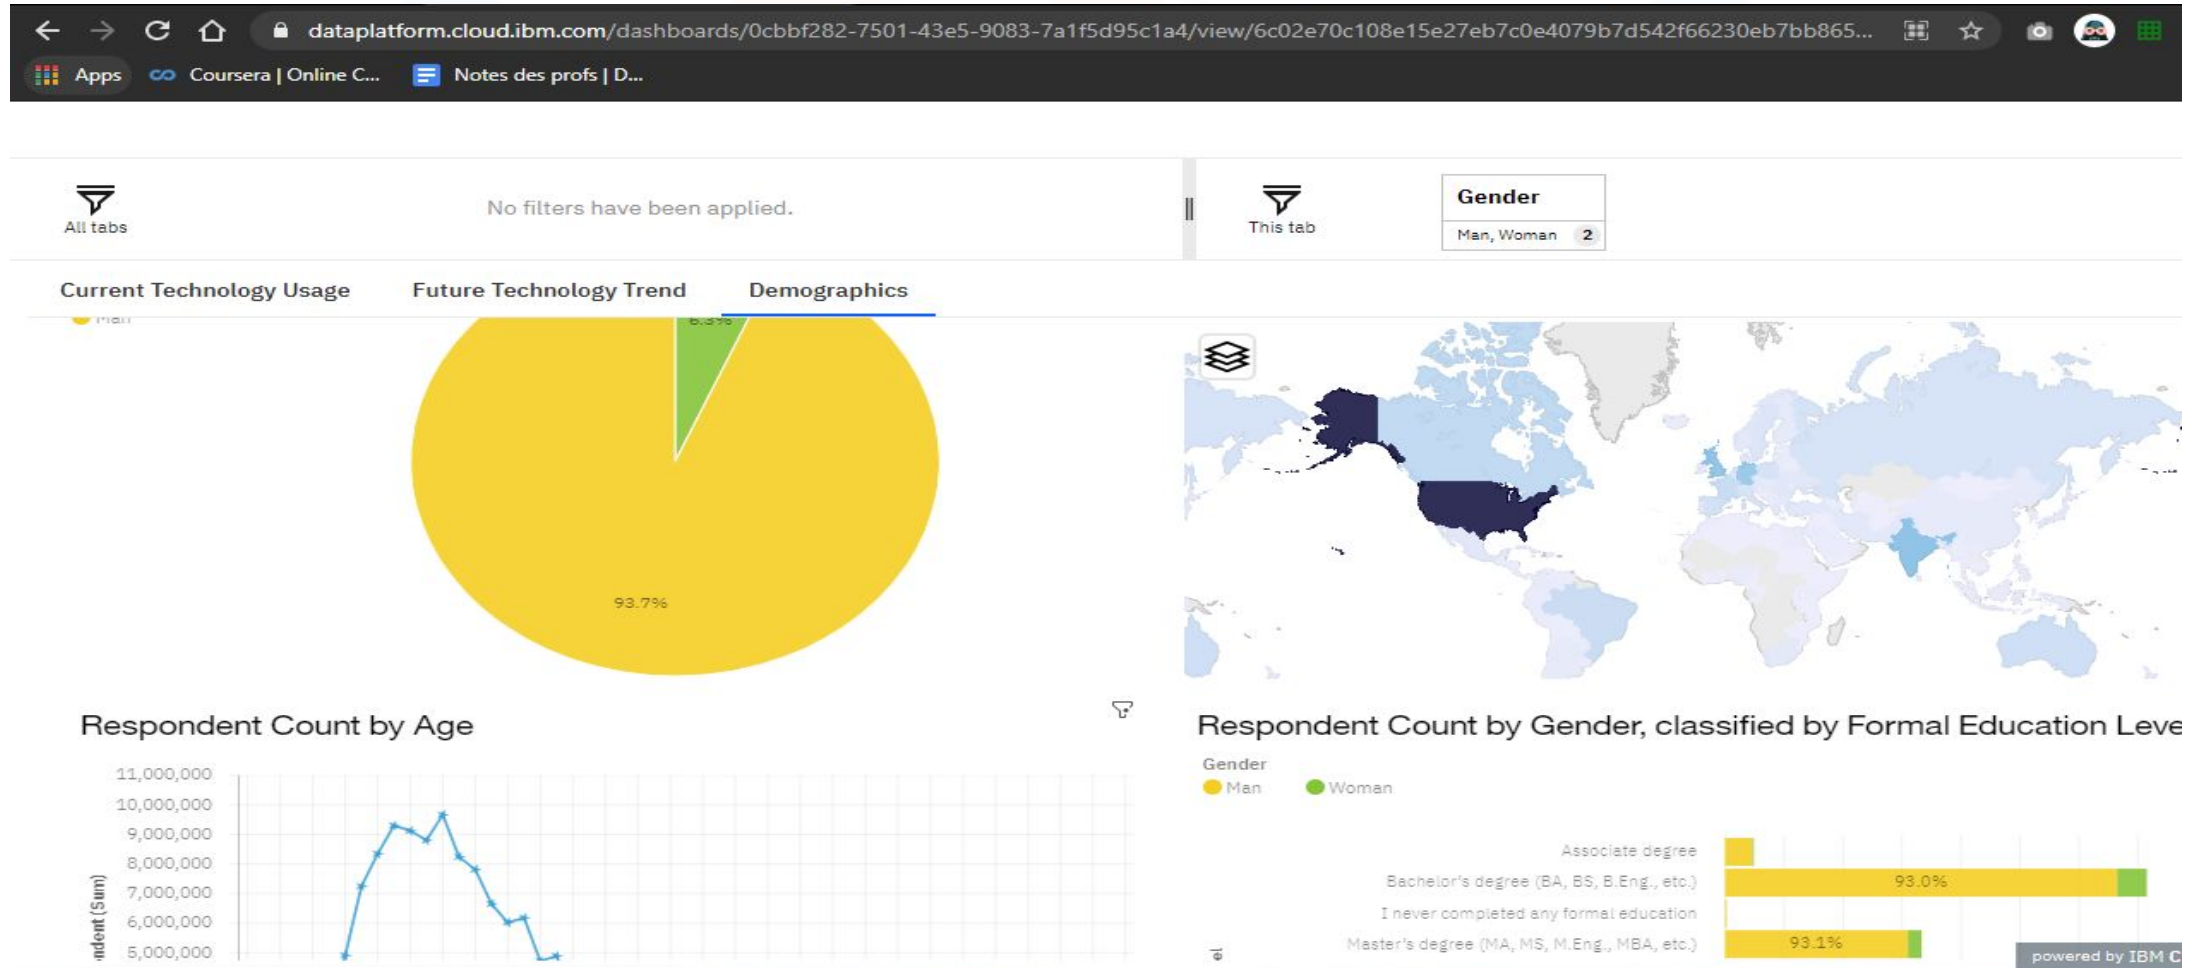 dataplatform.cloud.ibm.com/dashboards/0cbbf282-7501-43e5-9083-7a1f5d95c1a4/view/6c02e70c108e15e27eb7c0e4079b7d542f66230eb7bb865...
Apps Coursera | Online C... Notes des profs | D...
All tabs
No filters have been applied.
This tab
Gender
Man, Woman 2
Current Technology Usage Future Technology Trend Demographics
Man
6.3%
93.7%
Respondent Count by Age
11,000,000
10,000,000
9,000,000
8,000,000
7,000,000
6,000,000
5,000,000
(Sum)
Respondent Count by Gender, classified by Formal Education Leve
Gender
Man Woman
Associate degree
Bachelor's degree (BA, BS, B.Eng., etc.) 93.0%
I never completed any formal education
Master's degree (MA, MS, M.Eng., MBA, etc.) 93.1%
powered by IBM C